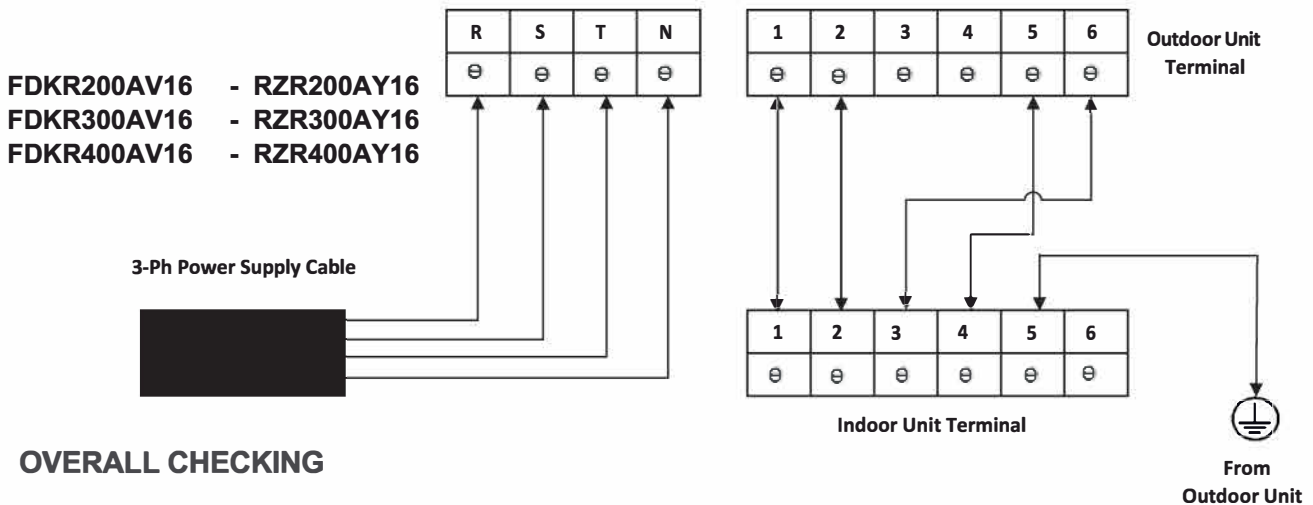 R S T N
1 2 3 4 5 6
Outdoor Unit
Terminal
FDKR200AV16 - RZR200AY16
FDKR300AV16 - RZR300AY16
FDKR400AV16 - RZR400AY16
3-Ph Power Supply Cable
1 2 3 4 5 6
Indoor Unit Terminal
From
Outdoor Unit
OVERALL CHECKING